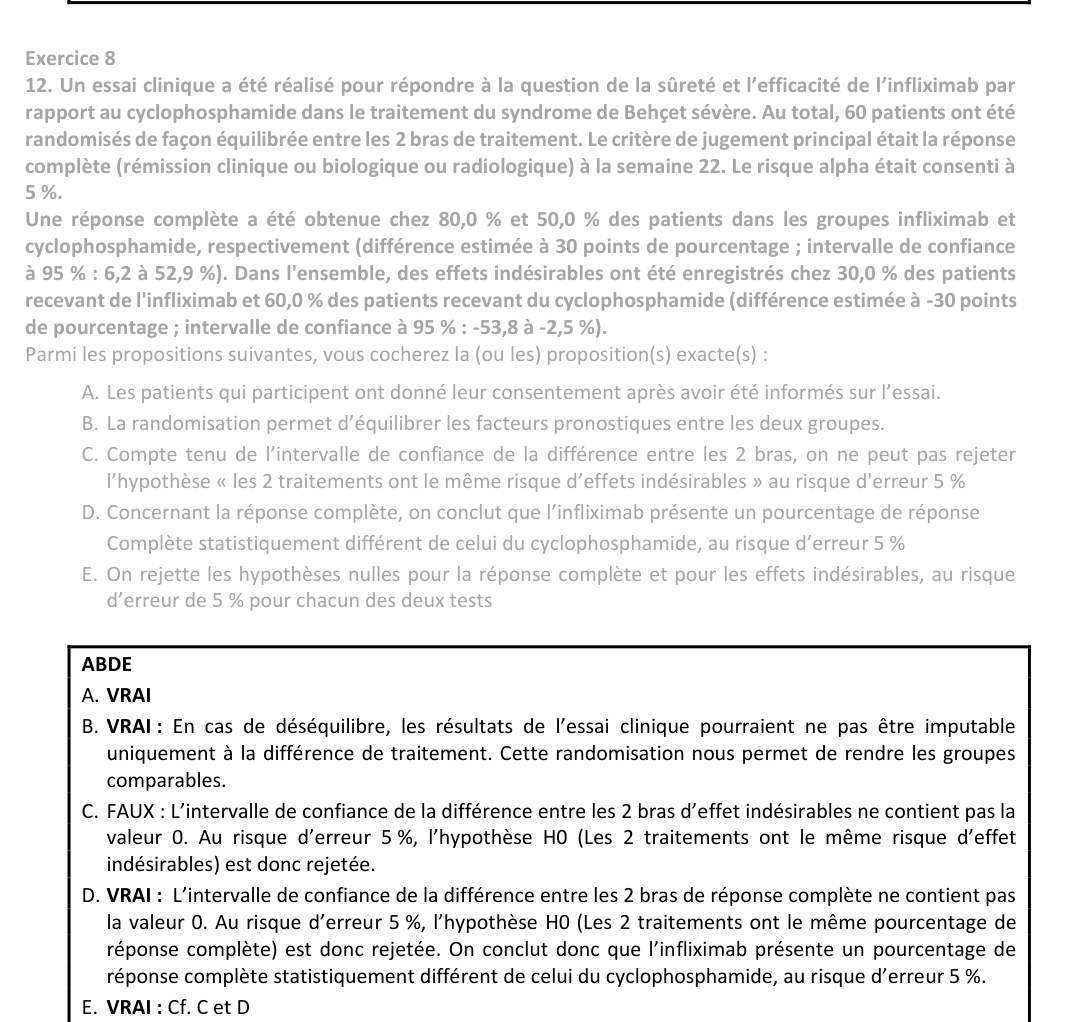 Exercice 8
12. Un essai clinique a été réalisé pour répondre à la question de la sûreté et l’efficacité de l’infliximab par
rapport au cyclophosphamide dans le traitement du syndrome de Behçet sévère. Au total, 60 patients ont été
randomisés de façon équilibrée entre les 2 bras de traitement. Le critère de jugement principal était la réponse
complète (rémission clinique ou biologique ou radiologique) à la semaine 22. Le risque alpha était consenti à
5 %.
Une réponse complète a été obtenue chez 80,0 % et 50,0 % des patients dans les groupes infliximab et
cyclophosphamide, respectivement (différence estimée à 30 points de pourcentage ; intervalle de confiance
à 95 % : 6,2 à 52,9 %). Dans l'ensemble, des effets indésirables ont été enregistrés chez 30,0 % des patients
recevant de l'infliximab et 60,0 % des patients recevant du cyclophosphamide (différence estimée à -30 points
de pourcentage ; intervalle de confiance à 95 % : -53,8 à -2,5 %).
Parmi les propositions suivantes, vous cocherez la (ou les) proposition(s) exacte(s) :
A. Les patients qui participent ont donné leur consentement après avoir été informés sur l’essai.
B. La randomisation permet d’équilibrer les facteurs pronostiques entre les deux groupes.
C. Compte tenu de l’intervalle de confiance de la différence entre les 2 bras, on ne peut pas rejeter
l’hypothèse « les 2 traitements ont le même risque d’effets indésirables » au risque d'erreur 5 %
D. Concernant la réponse complète, on conclut que l’infliximab présente un pourcentage de réponse
Complète statistiquement différent de celui du cyclophosphamide, au risque d’erreur 5 %
E. On rejette les hypothèses nulles pour la réponse complète et pour les effets indésirables, au risque
d’erreur de 5 % pour chacun des deux tests
ABDE
A. VRAI
B. VRAI : En cas de déséquilibre, les résultats de l’essai clinique pourraient ne pas être imputable
uniquement à la différence de traitement. Cette randomisation nous permet de rendre les groupes
comparables.
C. FAUX : L’intervalle de confiance de la différence entre les 2 bras d’effet indésirables ne contient pas la
valeur 0. Au risque d’erreur 5 %, l’hypothèse H0 (Les 2 traitements ont le même risque d’effet
indésirables) est donc rejetée.
D. VRAI : L’intervalle de confiance de la différence entre les 2 bras de réponse complète ne contient pas
la valeur 0. Au risque d’erreur 5 %, l’hypothèse H0 (Les 2 traitements ont le même pourcentage de
réponse complète) est donc rejetée. On conclut donc que l’infliximab présente un pourcentage de
réponse complète statistiquement différent de celui du cyclophosphamide, au risque d’erreur 5 %.
E. VRAI : Cf. C et D